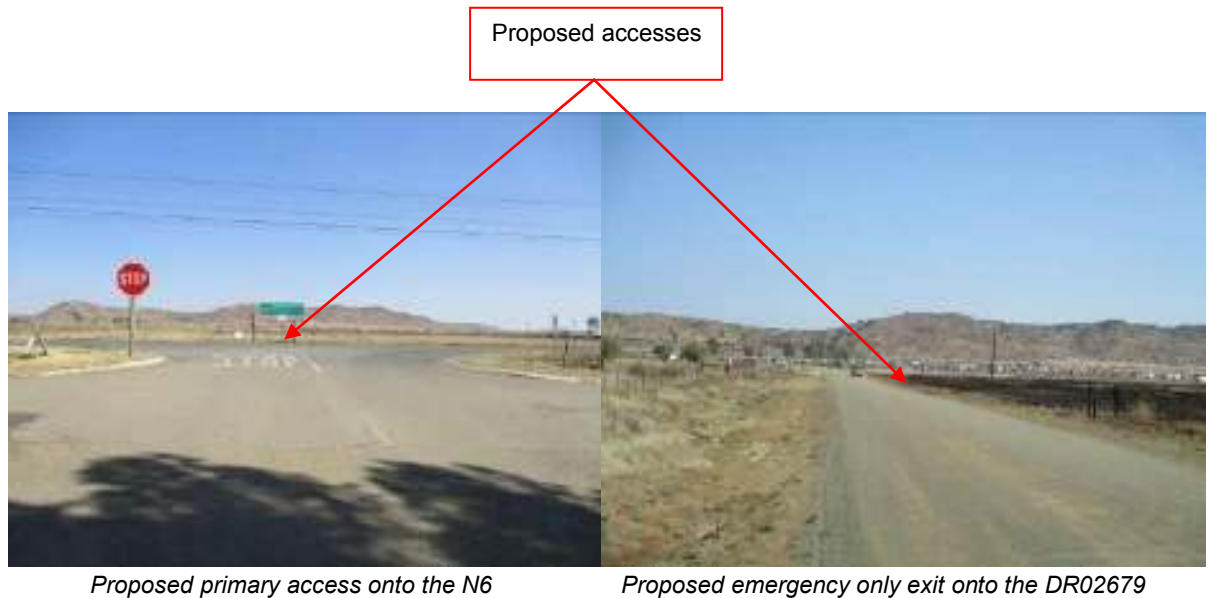 Proposed accesses
STOP
Proposed primary access onto the N6
Proposed emergency only exit onto the DR02679